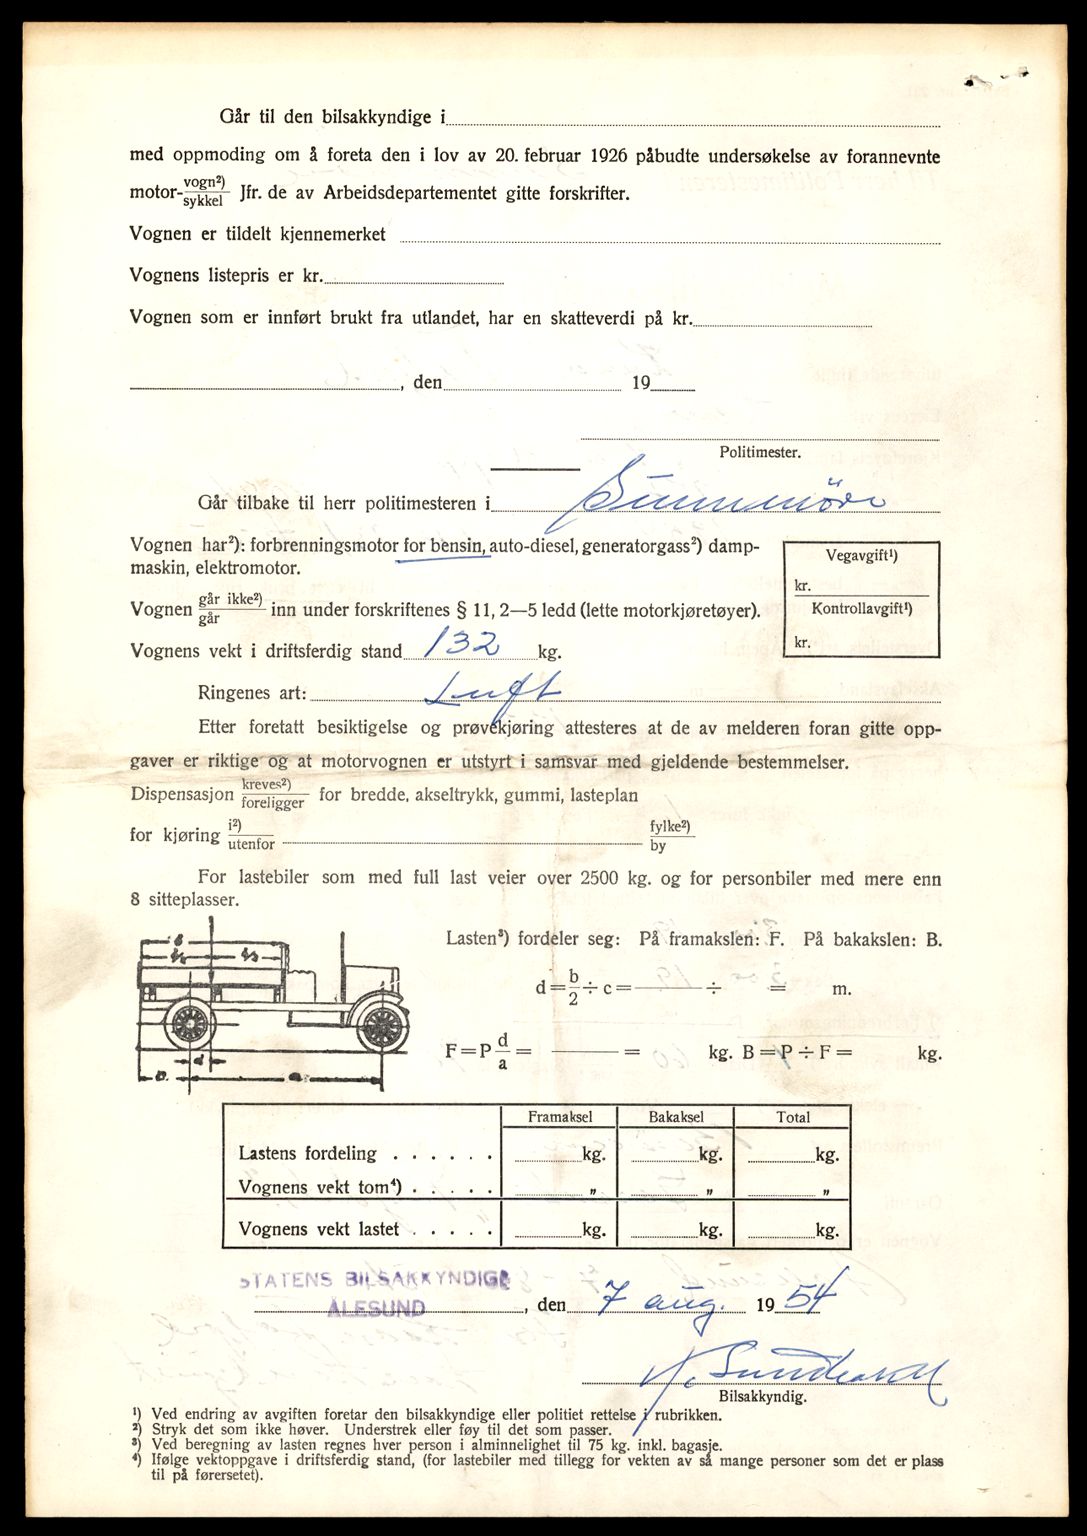 Går til den bilsakkyndige i
med oppmoding om å foreta den i lov av 20. februar 1926 påbudte undersøkelse av forannevnte
motor-vogn²)/sykkel Jfr. de av Arbeidsdepartementet gitte forskrifter.
Vognen er tildelt kjennemerket
Vognens listepris er kr.
Vognen som er innført brukt fra utlandet, har en skatteverdi på kr.
, den 19
Politimester.
Går tilbake til herr politimesteren i Sunnmöre
Vognen har²): forbrenningsmotor for bensin, auto-diesel, generatorgass²) damp-
maskin, elektromotor.
Vegavgift¹)
kr.
Kontrollavgift¹)
kr.
Vognen går ikke²)/går inn under forskriftenes § 11, 2—5 ledd (lette motorkjøretøyer).
Vognens vekt i driftsferdig stand 132 kg.
Ringenes art: Luft
Etter foretatt besiktigelse og prøvekjøring attesteres at de av melderen foran gitte opp-
gaver er riktige og at motorvognen er utstyrt i samsvar med gjeldende bestemmelser.
Dispensasjon kreves²)/foreligger for bredde, akseltrykk, gummi, lasteplan
for kjøring i²)/utenfor fylke²)/by
For lastebiler som med full last veier over 2500 kg. og for personbiler med mere enn
8 sitteplasser.
Lasten³) fordeler seg: På framakslen: F. På bakakslen: B.
d = b/2 ÷ c = ÷ = m.
F = P d/a = = kg. B = P ÷ F = kg.
Framaksel Bakaksel Total
Lastens fordeling . . . . . . kg. kg. kg.
Vognens vekt tom⁴) . . . . . „ „ „
Vognens vekt lastet . . . . . kg. kg. kg.
STATENS BILSAKKYNDIGE
ÅLESUND , den 7 aug. 1954
Bilsakkyndig.
¹) Ved endring av avgiften foretar den bilsakkyndige eller politiet rettelse i rubrikken.
²) Stryk det som ikke høver. Understrek eller føy til det som passer.
³) Ved beregning av lasten regnes hver person i alminnelighet til 75 kg. inkl. bagasje.
⁴) Ifølge vektoppgave i driftsferdig stand, (for lastebiler med tillegg for vekten av så mange personer som det er plass
til på førersetet).